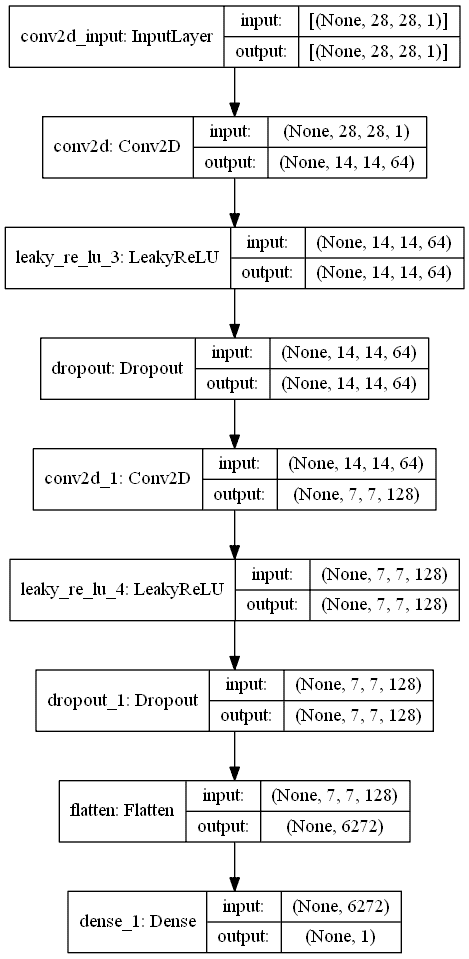 conv2d_input: InputLayer
input: [(None, 28, 28, 1)]
output: [(None, 28, 28, 1)]
conv2d: Conv2D
input: (None, 28, 28, 1)
output: (None, 14, 14, 64)
leaky_re_lu_3: LeakyReLU
input: (None, 14, 14, 64)
output: (None, 14, 14, 64)
dropout: Dropout
input: (None, 14, 14, 64)
output: (None, 14, 14, 64)
conv2d_1: Conv2D
input: (None, 14, 14, 64)
output: (None, 7, 7, 128)
leaky_re_lu_4: LeakyReLU
input: (None, 7, 7, 128)
output: (None, 7, 7, 128)
dropout_1: Dropout
input: (None, 7, 7, 128)
output: (None, 7, 7, 128)
flatten: Flatten
input: (None, 7, 7, 128)
output: (None, 6272)
dense_1: Dense
input: (None, 6272)
output: (None, 1)